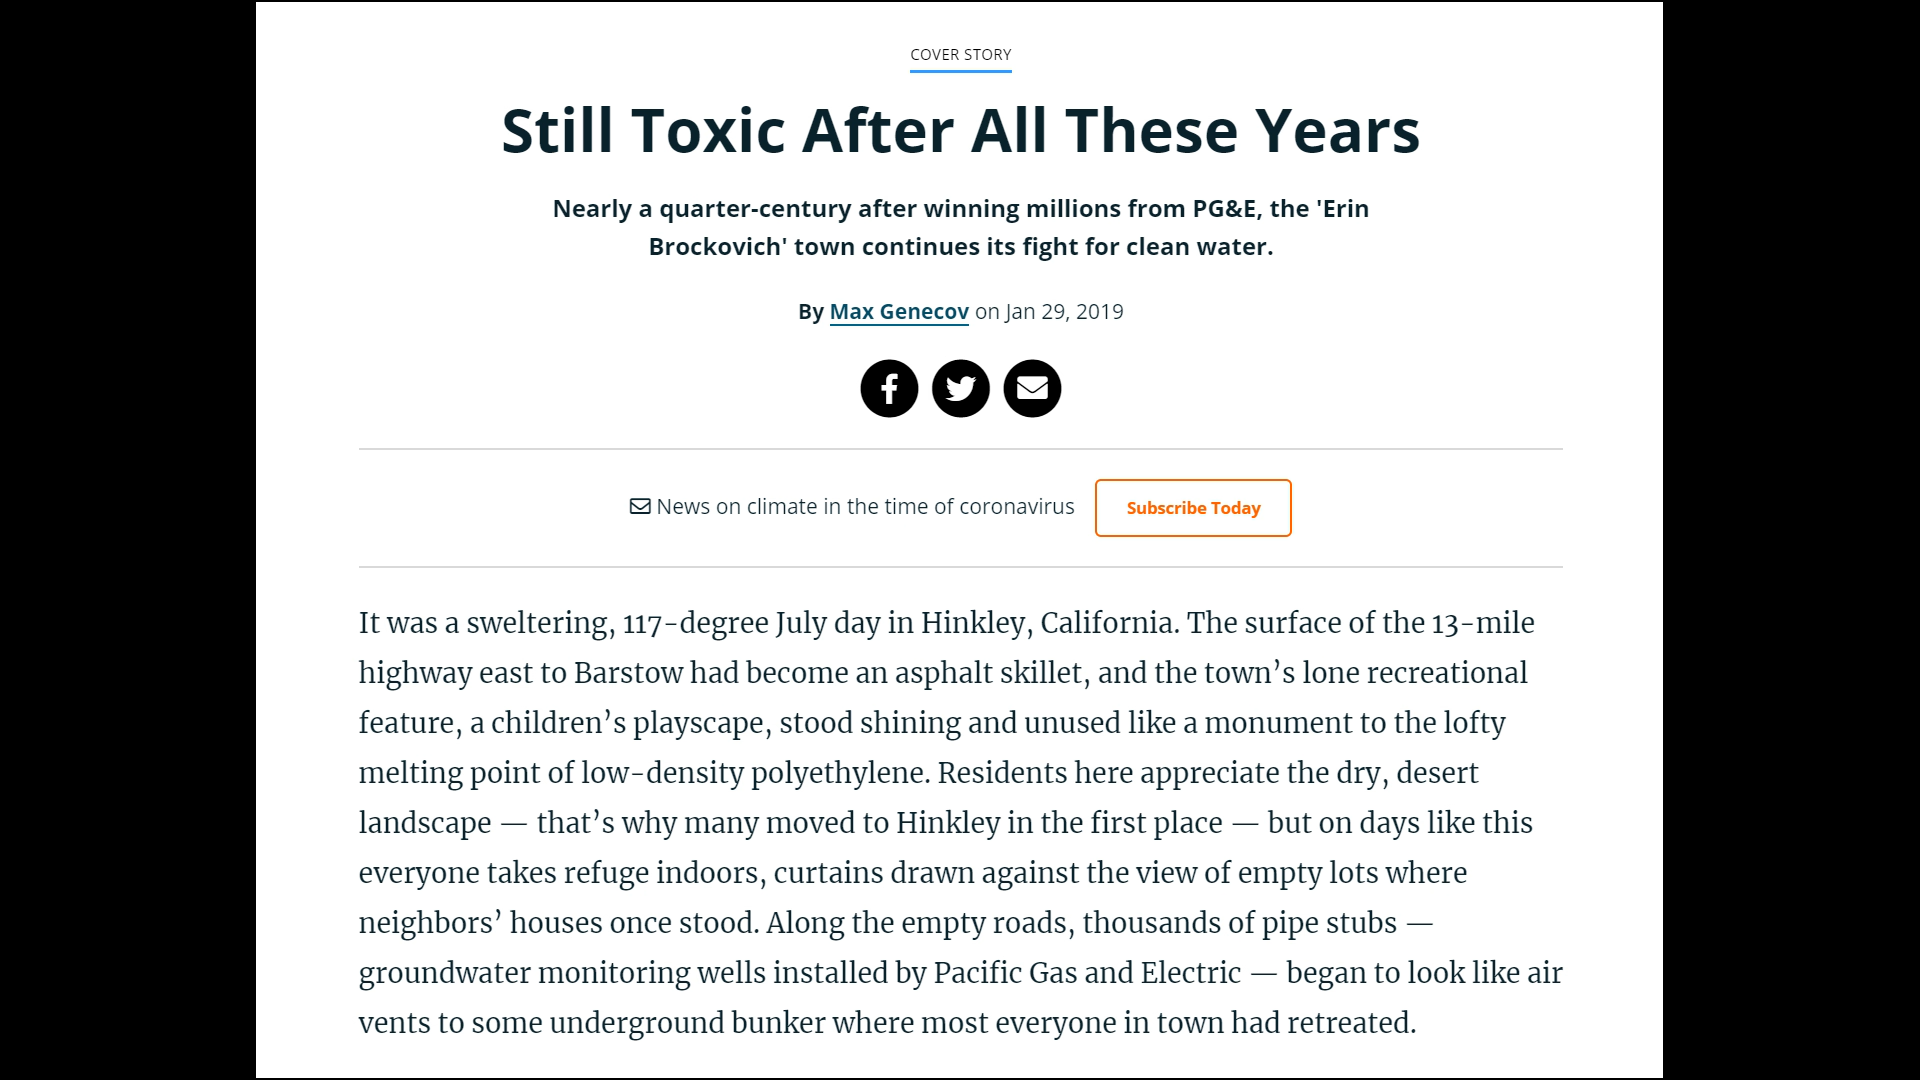 COVER STORY
Still Toxic After All These Years
Nearly a quarter-century after winning millions from PG&E, the 'Erin
Brockovich' town continues its fight for clean water.
By Max Genecov on Jan 29, 2019
News on climate in the time of coronavirus
Subscribe Today
It was a sweltering, 117-degree July day in Hinkley, California. The surface of the 13-mile
highway east to Barstow had become an asphalt skillet, and the town’s lone recreational
feature, a children’s playscape, stood shining and unused like a monument to the lofty
melting point of low-density polyethylene. Residents here appreciate the dry, desert
landscape — that’s why many moved to Hinkley in the first place — but on days like this
everyone takes refuge indoors, curtains drawn against the view of empty lots where
neighbors’ houses once stood. Along the empty roads, thousands of pipe stubs —
groundwater monitoring wells installed by Pacific Gas and Electric — began to look like air
vents to some underground bunker where most everyone in town had retreated.